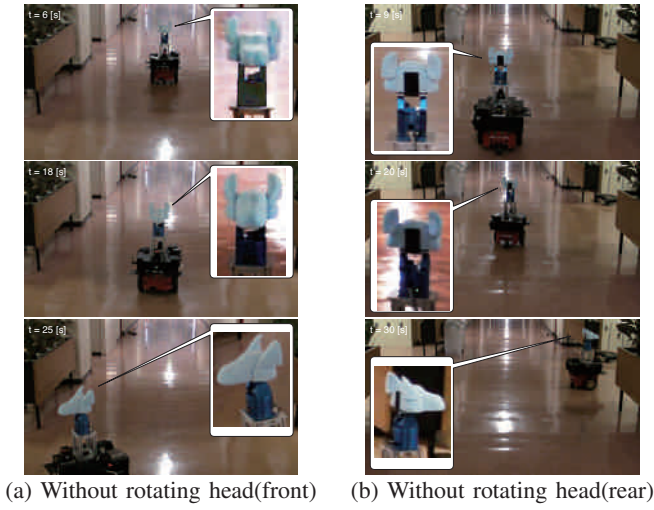 t = 6 [s]
t = 18 [s]
t = 25 [s]
(a) Without rotating head(front)
t = 9 [s]
t = 20 [s]
t = 30 [s]
(b) Without rotating head(rear)